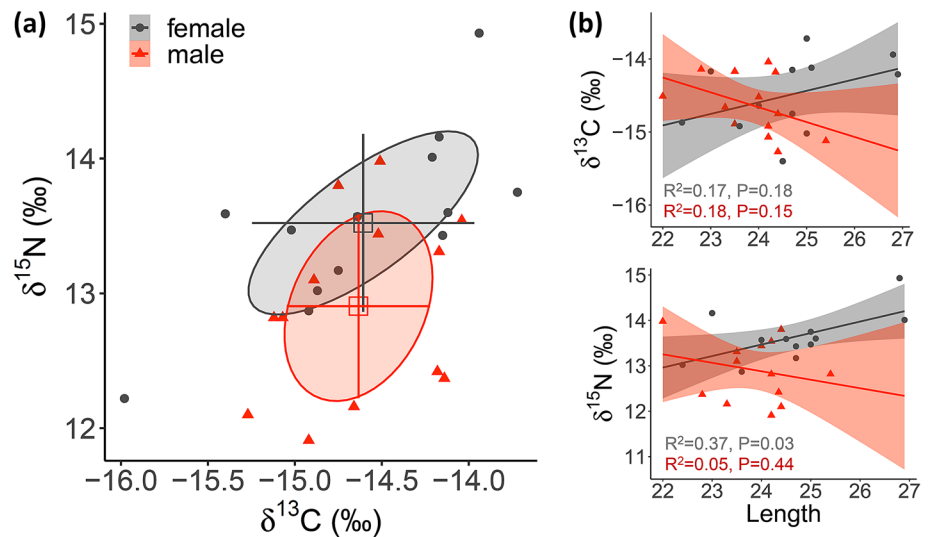 (a)
female
male
15
14
13
12
δ¹⁵N (‰)
−16.0 −15.5 −15.0 −14.5 −14.0
δ¹³C (‰)
(b)
−14
−15
−16
δ¹³C (‰)
R²=0.17, P=0.18
R²=0.18, P=0.15
22 23 24 25 26 27
15
14
13
12
11
δ¹⁵N (‰)
R²=0.37, P=0.03
R²=0.05, P=0.44
22 23 24 25 26 27
Length